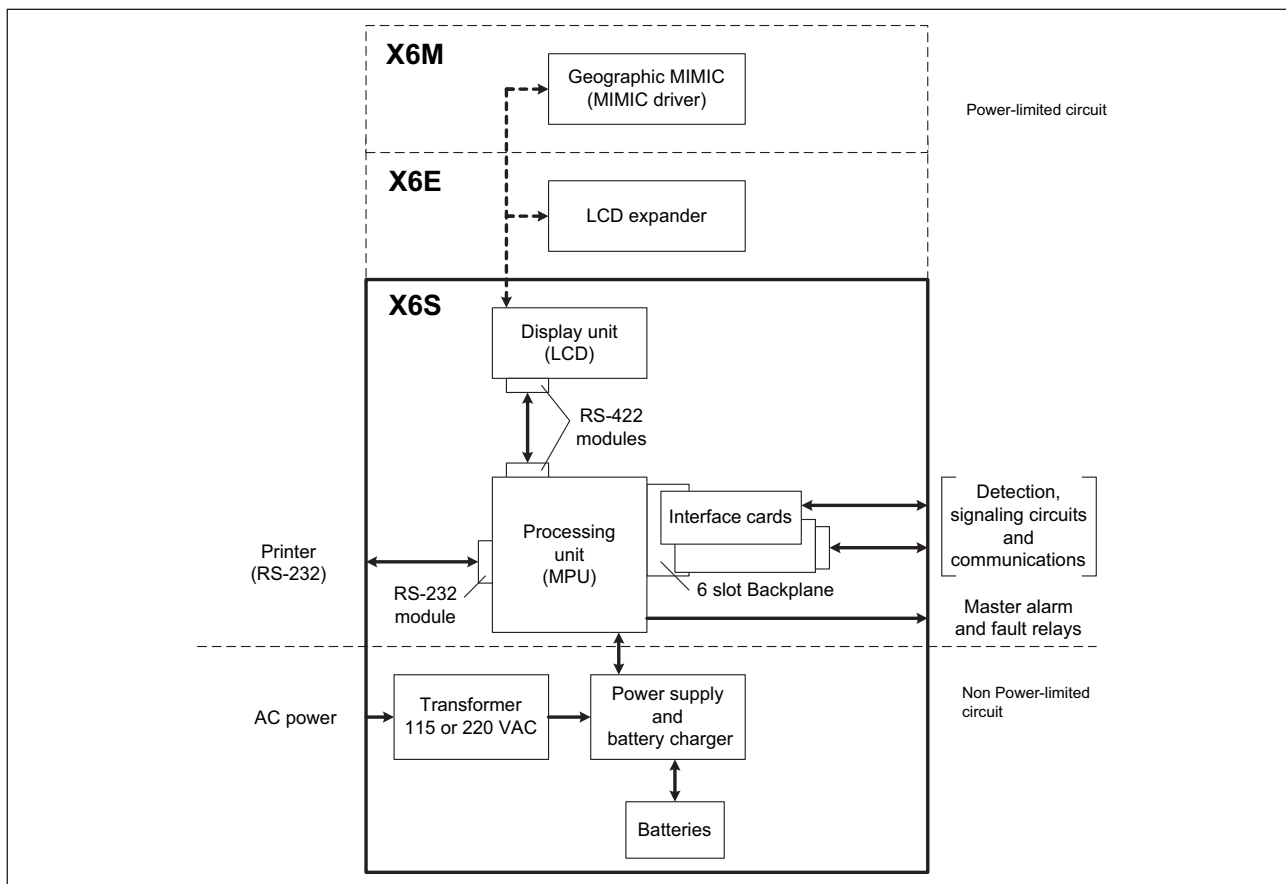 X6M
Geographic MIMIC
(MIMIC driver)
Power-limited circuit
X6E
LCD expander
X6S
Display unit
(LCD)
RS-422
modules
Processing
unit
(MPU)
Interface cards
Detection,
signaling circuits
and
communications
Printer
(RS-232)
RS-232
module
6 slot Backplane
Master alarm
and fault relays
AC power
Transformer
115 or 220 VAC
Power supply
and
battery charger
Non Power-limited
circuit
Batteries